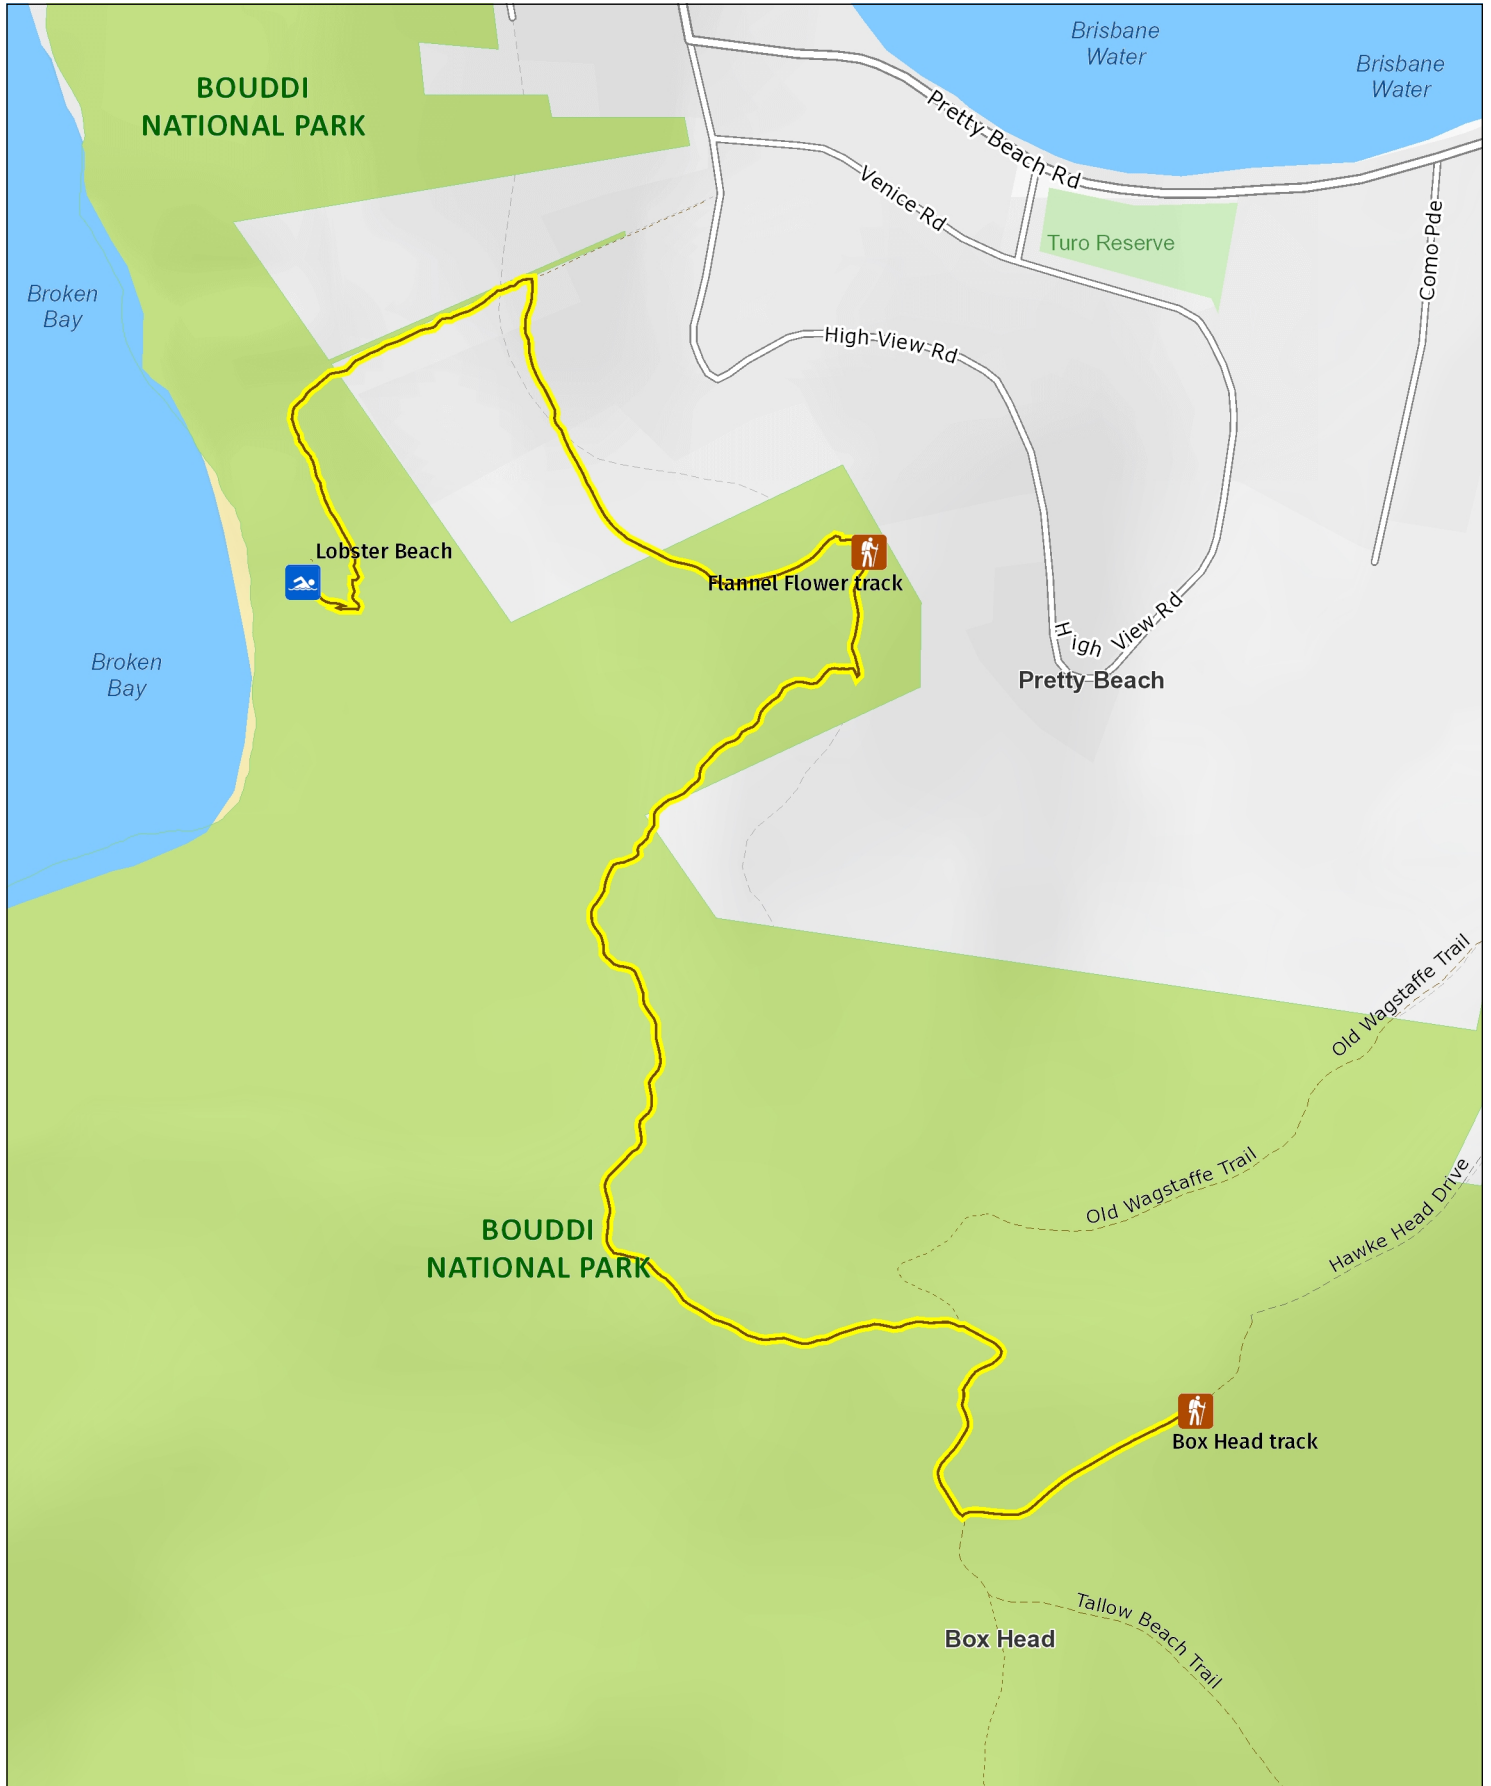 Brisbane
Water
Brisbane
Water
BOUDDI
NATIONAL PARK
Pretty Beach Rd
Venice Rd
Como Pde
Turo Reserve
Broken
Bay
High View Rd
Lobster Beach
Flannel Flower track
High View Rd
Broken
Bay
Pretty Beach
Old Wagstaffe Trail
Old Wagstaffe Trail
Hawke Head Drive
BOUDDI
NATIONAL PARK
Box Head track
Tallow Beach Trail
Box Head